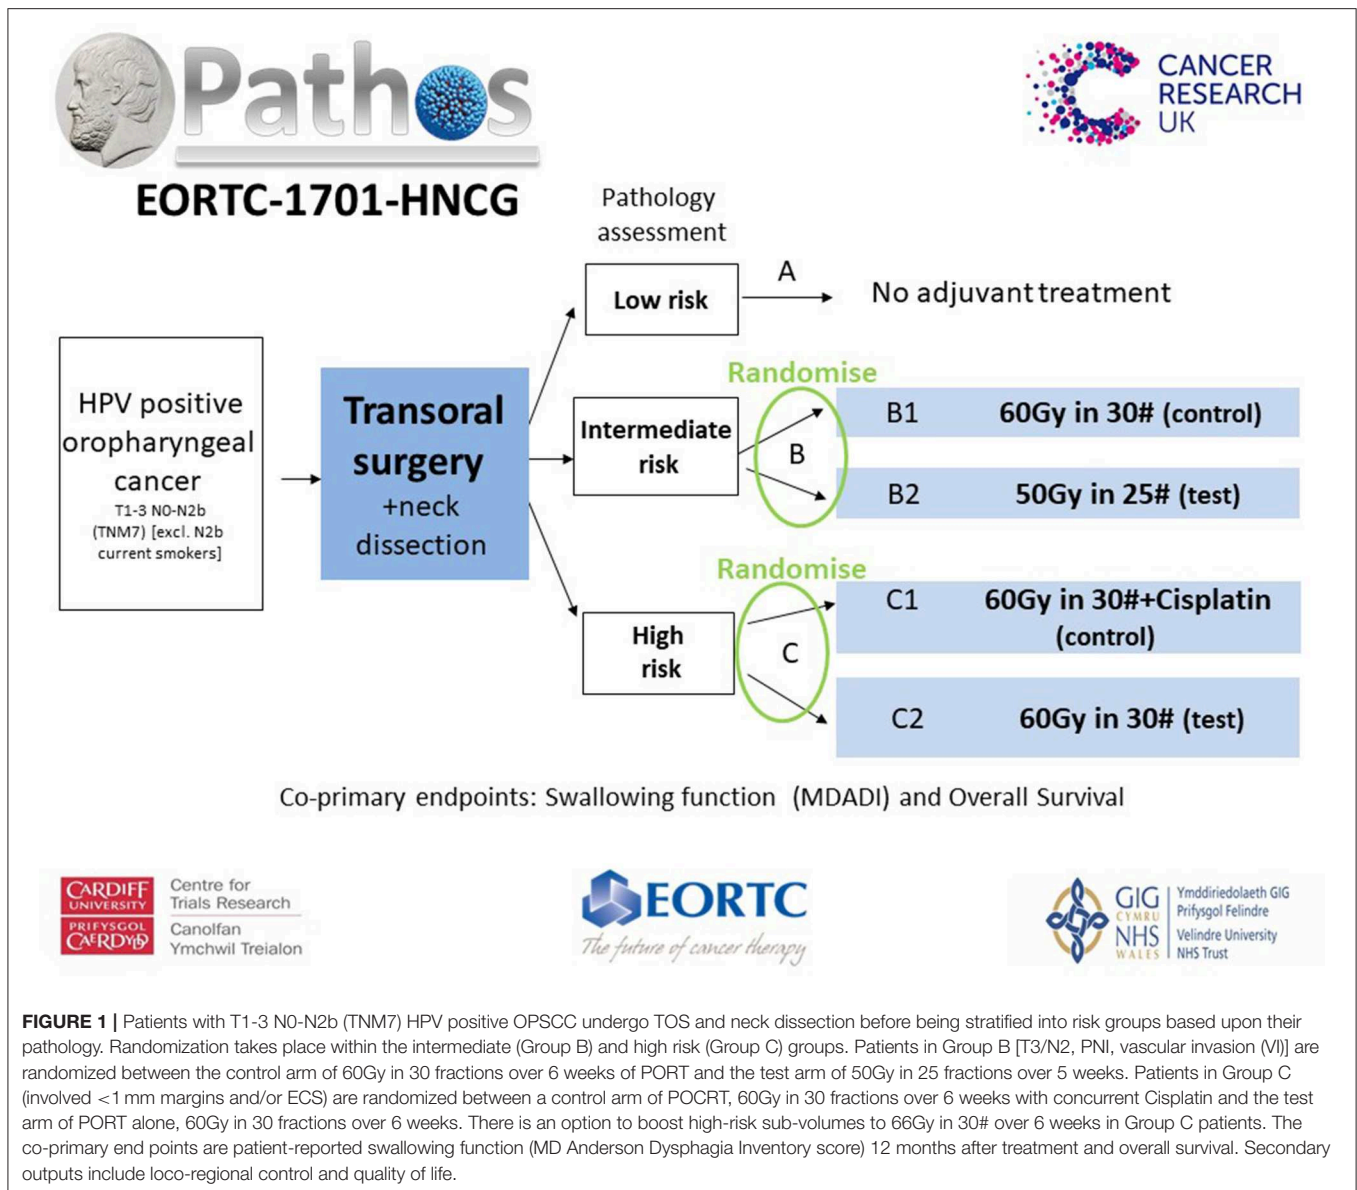 Pathos
EORTC-1701-HNCG
CANCER
RESEARCH
UK
Pathology
assessment
Low risk
A
No adjuvant treatment
HPV positive
oropharyngeal
cancer
T1-3 N0-N2b
(TNM7) [excl. N2b
current smokers]
Transoral
surgery
+neck
dissection
Intermediate
risk
Randomise
B
B1 60Gy in 30# (control)
B2 50Gy in 25# (test)
High
risk
Randomise
C
C1 60Gy in 30#+Cisplatin
(control)
C2 60Gy in 30# (test)
Co-primary endpoints: Swallowing function (MDADI) and Overall Survival
CARDIFF
UNIVERSITY
PRIFYSGOL
CAERDYDD
Centre for
Trials Research
Canolfan
Ymchwil Treialon
EORTC
The future of cancer therapy
GIG
CYMRU
NHS
WALES
Ymddiriedolaeth GIG
Prifysgol Felindre
Velindre University
NHS Trust
FIGURE 1 | Patients with T1-3 N0-N2b (TNM7) HPV positive OPSCC undergo TOS and neck dissection before being stratified into risk groups based upon their
pathology. Randomization takes place within the intermediate (Group B) and high risk (Group C) groups. Patients in Group B [T3/N2, PNI, vascular invasion (VI)] are
randomized between the control arm of 60Gy in 30 fractions over 6 weeks of PORT and the test arm of 50Gy in 25 fractions over 5 weeks. Patients in Group C
(involved <1 mm margins and/or ECS) are randomized between a control arm of POCRT, 60Gy in 30 fractions over 6 weeks with concurrent Cisplatin and the test
arm of PORT alone, 60Gy in 30 fractions over 6 weeks. There is an option to boost high-risk sub-volumes to 66Gy in 30# over 6 weeks in Group C patients. The
co-primary end points are patient-reported swallowing function (MD Anderson Dysphagia Inventory score) 12 months after treatment and overall survival. Secondary
outputs include loco-regional control and quality of life.